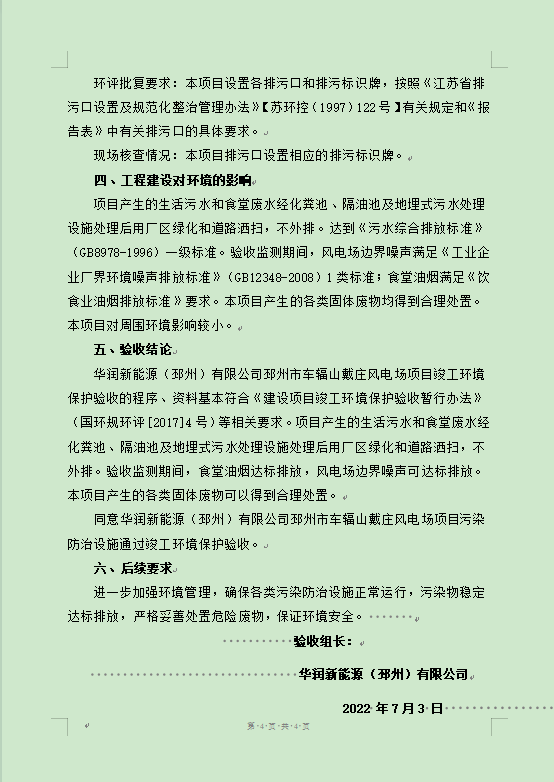 环评批复要求：本项目设置各排污口和排污标识牌，按照《江苏省排
污口设置及规范化整治管理办法》【苏环控（1997）122号】有关规定和《报
告表》中有关排污口的具体要求。
现场核查情况：本项目排污口设置相应的排污标识牌。
四、工程建设对环境的影响
项目产生的生活污水和食堂废水经化粪池、隔油池及地埋式污水处理
设施处理后用厂区绿化和道路洒扫，不外排。达到《污水综合排放标准》
（GB8978-1996）一级标准。验收监测期间，风电场边界噪声满足《工业企
业厂界环境噪声排放标准》（GB12348-2008）1类标准；食堂油烟满足《饮
食业油烟排放标准》要求。本项目产生的各类固体废物均得到合理处置。
本项目对周围环境影响较小。
五、验收结论
华润新能源（邳州）有限公司邳州市车辐山戴庄风电场项目竣工环境
保护验收的程序、资料基本符合《建设项目竣工环境保护验收暂行办法》
（国环规环评[2017]4号）等相关要求。项目产生的生活污水和食堂废水经
化粪池、隔油池及地埋式污水处理设施处理后用厂区绿化和道路洒扫，不
外排。验收监测期间，食堂油烟达标排放，风电场边界噪声可达标排放。
本项目产生的各类固体废物可以得到合理处置。
同意华润新能源（邳州）有限公司邳州市车辐山戴庄风电场项目污染
防治设施通过竣工环境保护验收。
六、后续要求
进一步加强环境管理，确保各类污染防治设施正常运行，污染物稳定
达标排放，严格妥善处置危险废物，保证环境安全。
验收组长：
华润新能源（邳州）有限公司
2022年7月3日
第4页共4页